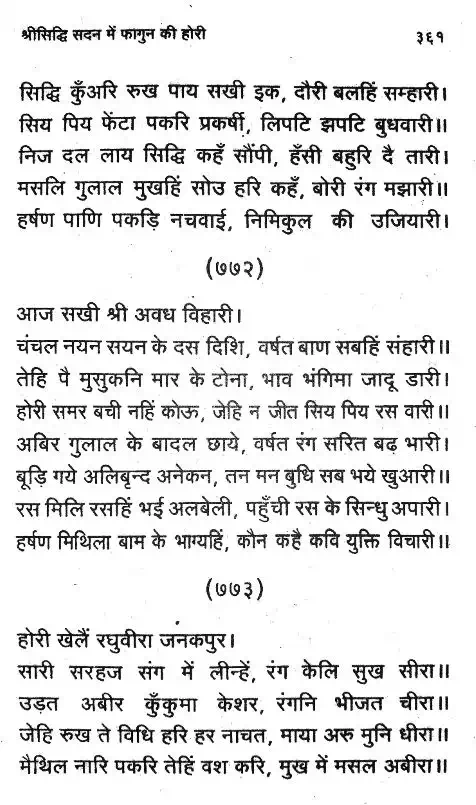 श्रीसिद्धि सदन में फागुन की होरी ३६१
सिद्धि कुँअरि रुख पाय सखी इक, दौरी बलहिं सम्हारी।
सिय पिय फेंटा पकरि प्रकर्षी, लिपटि झपटि बुधवारी॥
निज दल लाय सिद्धि कहँ सौंपी, हँसी बहुरि दै तारी।
मसलि गुलाल मुखहिं सोउ हरि कहँ, बोरी रंग मझारी॥
हर्षण पाणि पकड़ि नचवाई, निमिकुल की उजियारी।
(७७२)
आज सखी श्री अवध विहारी।
चंचल नयन सयन के दस दिशि, वर्षत बाण सबहिं संहारी॥
तेहि पै मुसुकनि मार के टोना, भाव भंगिमा जादू डारी।
होरी समर बची नहिं कोऊ, जेहि न जीत सिय पिय रस वारी॥
अबिर गुलाल के बादल छाये, वर्षत रंग सरित बढ़ भारी।
बूड़ि गये अलिबृन्द अनेकन, तन मन बुधि सब भये खुआरी॥
रस मिलि रसहिं भई अलबेली, पहुँची रस के सिन्धु अपारी।
हर्षण मिथिला बाम के भाग्यहिं, कौन कहै कवि युक्ति विचारी॥
(७७३)
होरी खेलैं रघुवीरा जनकपुर।
सारी सरहज संग में लीन्हें, रंग केलि सुख सीरा॥
उड़त अबीर कुँकुमा केशर, रंगनि भीजत चीरा॥
जेहि रुख ते विधि हरि हर नाचत, माया अरु मुनि धीरा॥
मैथिल नारि पकरि तेहिं वश करि, मुख में मसल अबीरा॥